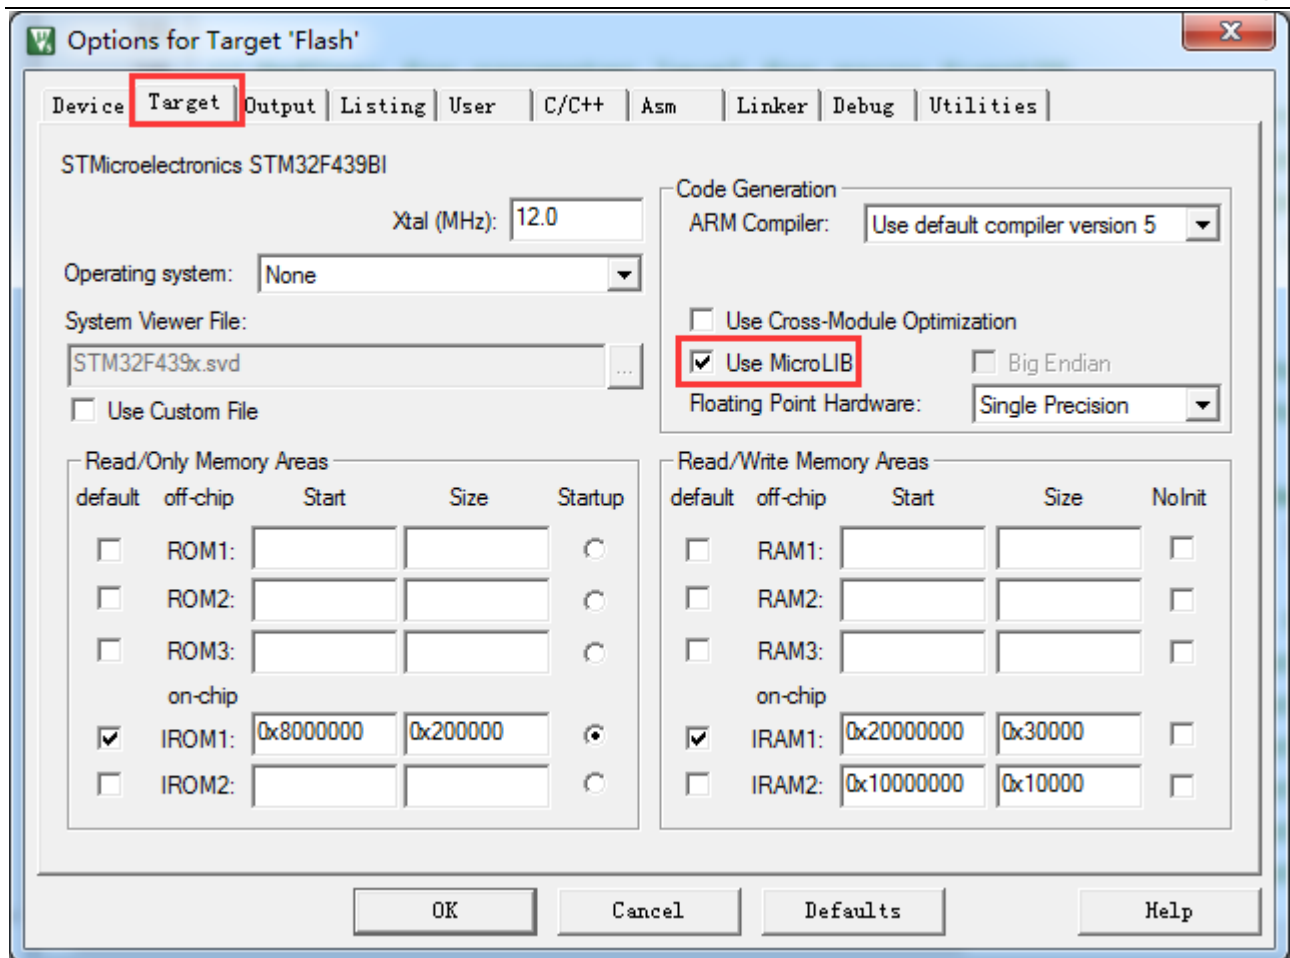 Options for Target 'Flash'
Device Target Output Listing User C/C++ Asm Linker Debug Utilities
STMicroelectronics STM32F439BI
Xtal (MHz): 12.0
Operating system: None
System Viewer File:
STM32F439x.svd ...
Use Custom File
Code Generation
ARM Compiler: Use default compiler version 5
Use Cross-Module Optimization
Use MicroLIB Big Endian
Floating Point Hardware: Single Precision
Read/Only Memory Areas
default off-chip Start Size Startup
ROM1:
ROM2:
ROM3:
on-chip
IROM1: 0x8000000 0x200000
IROM2:
Read/Write Memory Areas
default off-chip Start Size NoInit
RAM1:
RAM2:
RAM3:
on-chip
IRAM1: 0x20000000 0x30000
IRAM2: 0x10000000 0x10000
OK Cancel Defaults Help